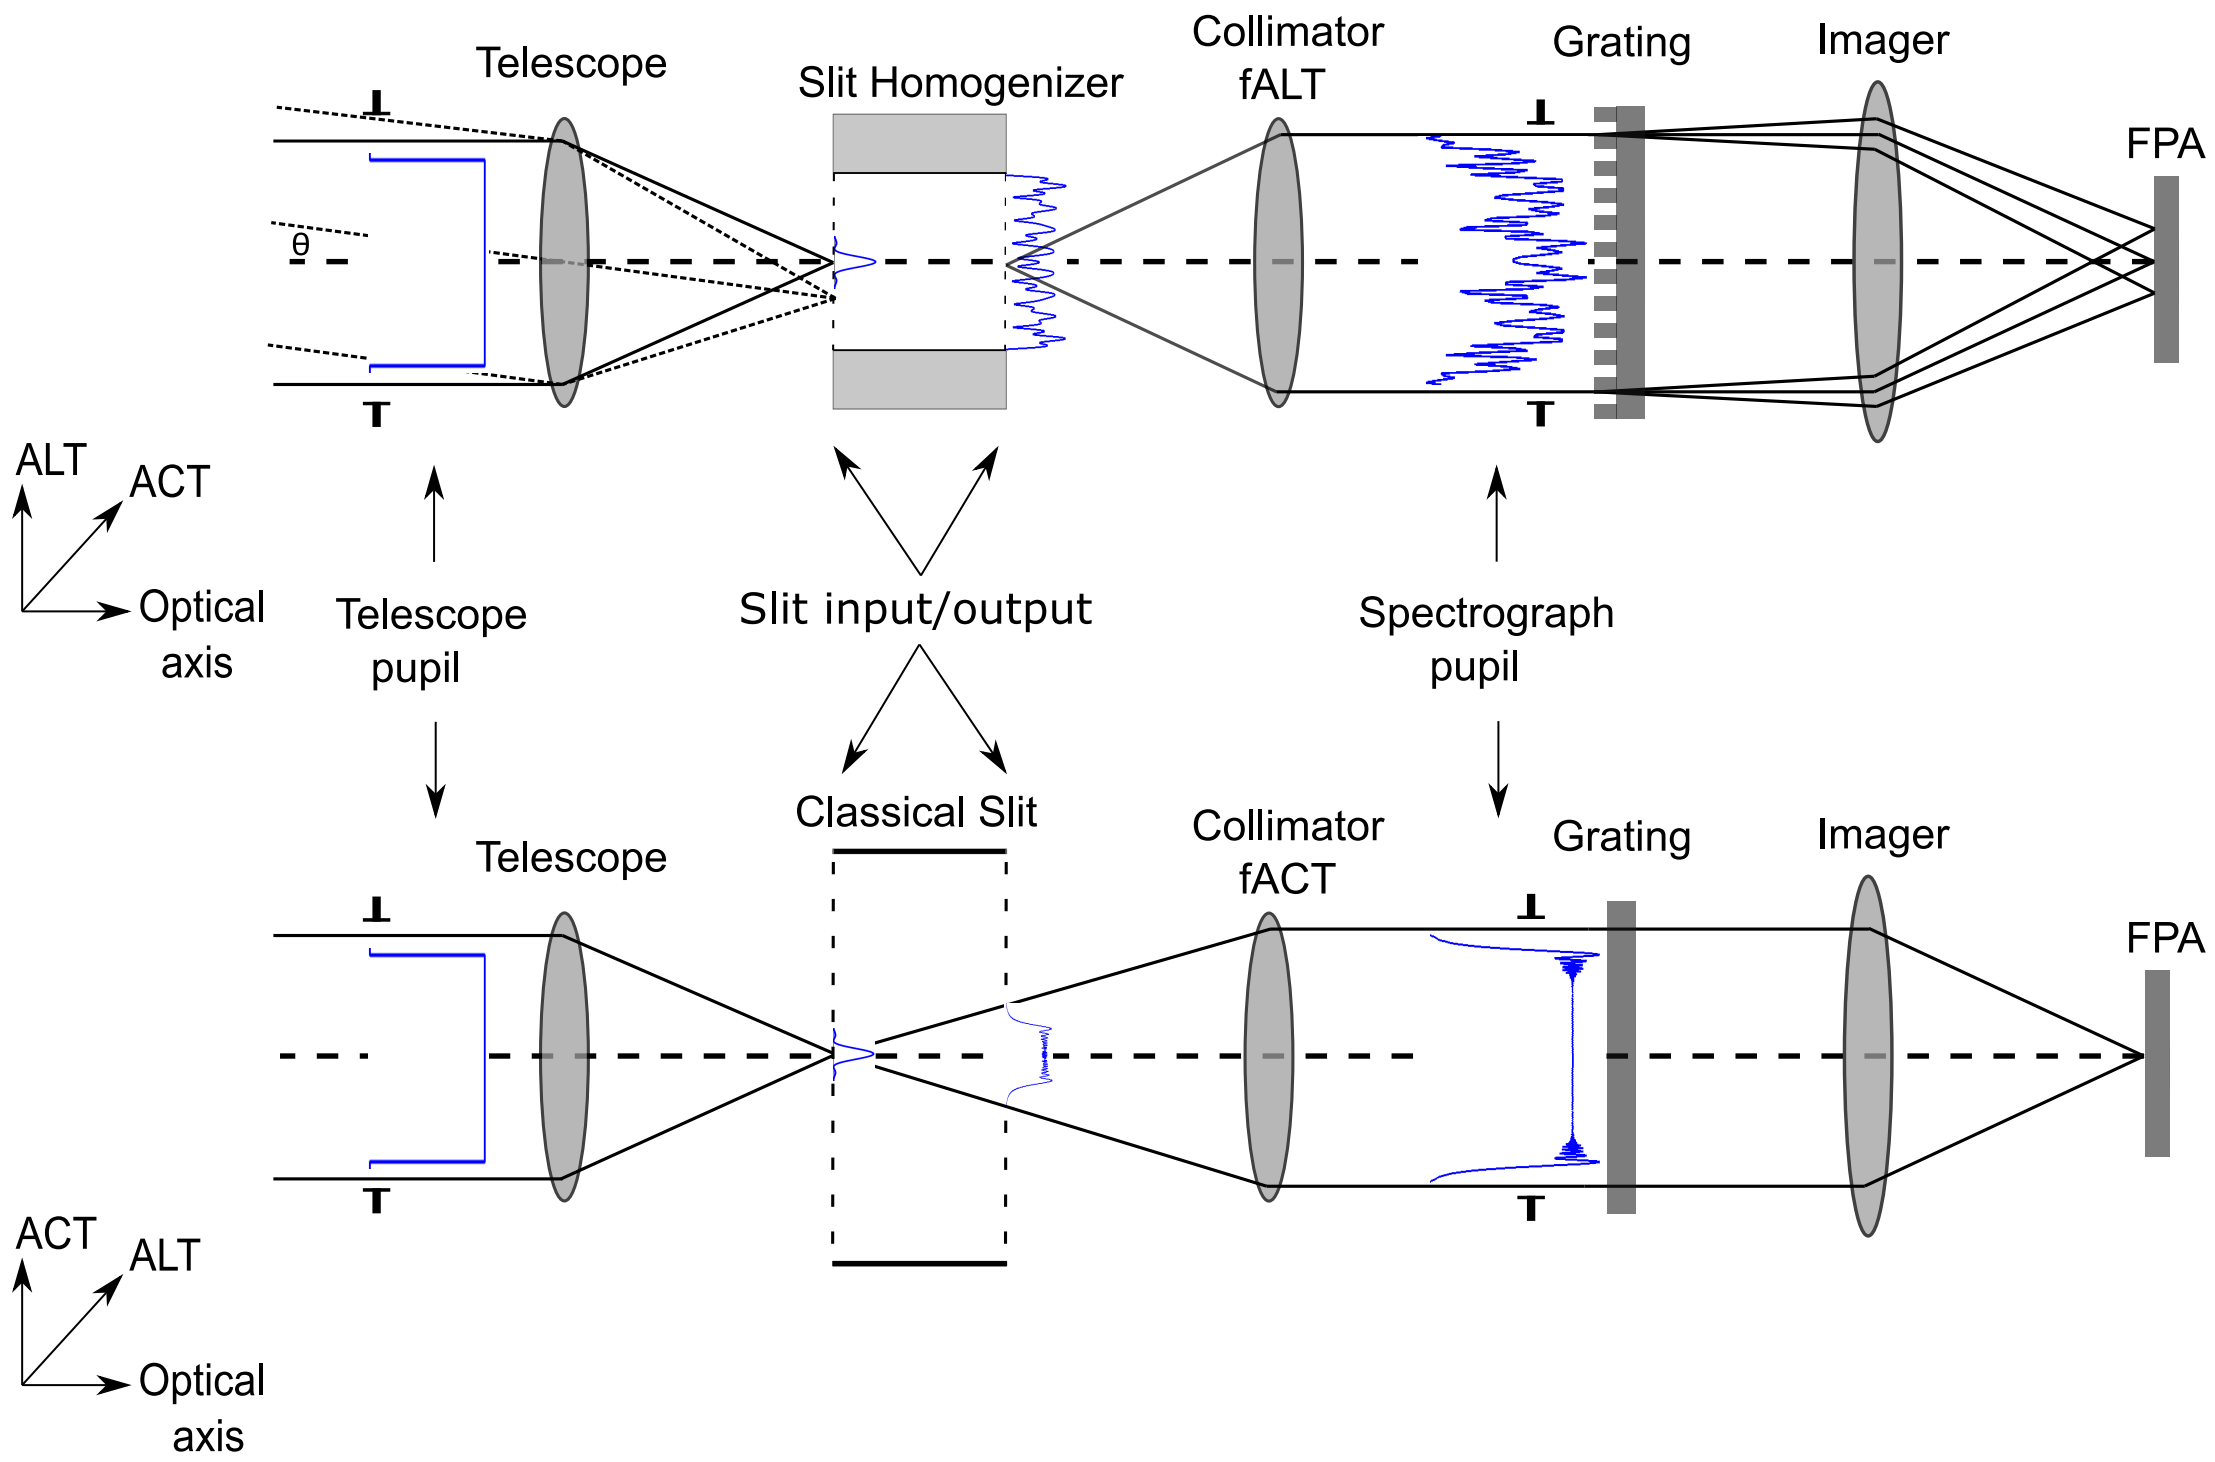 Telescope
Slit Homogenizer
Collimator
fALT
Grating
Imager
FPA
θ
ALT
ACT
Optical
axis
Telescope
pupil
Slit input/output
Spectrograph
pupil
Telescope
Classical Slit
Collimator
fACT
Grating
Imager
FPA
ACT
ALT
Optical
axis